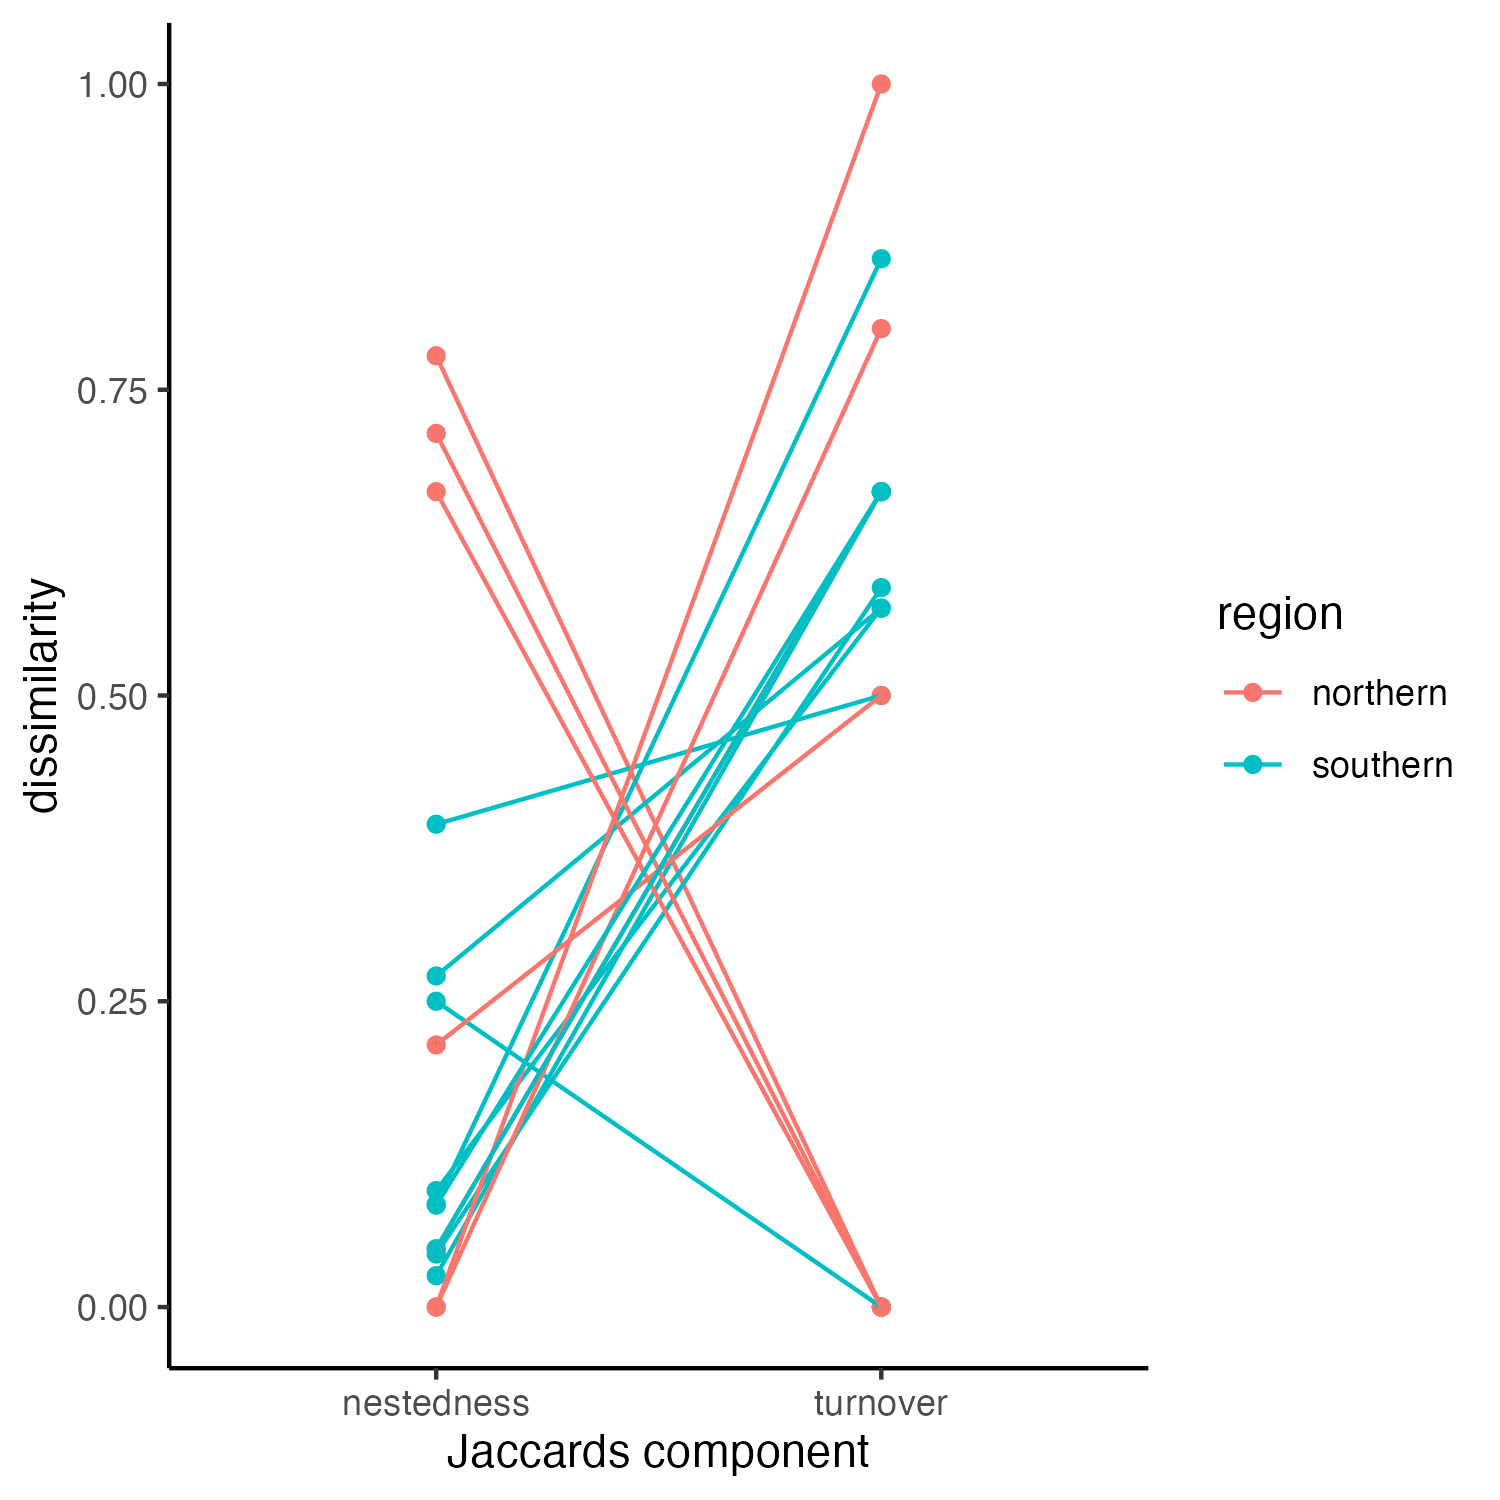 1.00
0.75
0.50
0.25
0.00
dissimilarity
nestedness turnover
Jaccards component
region
northern
southern